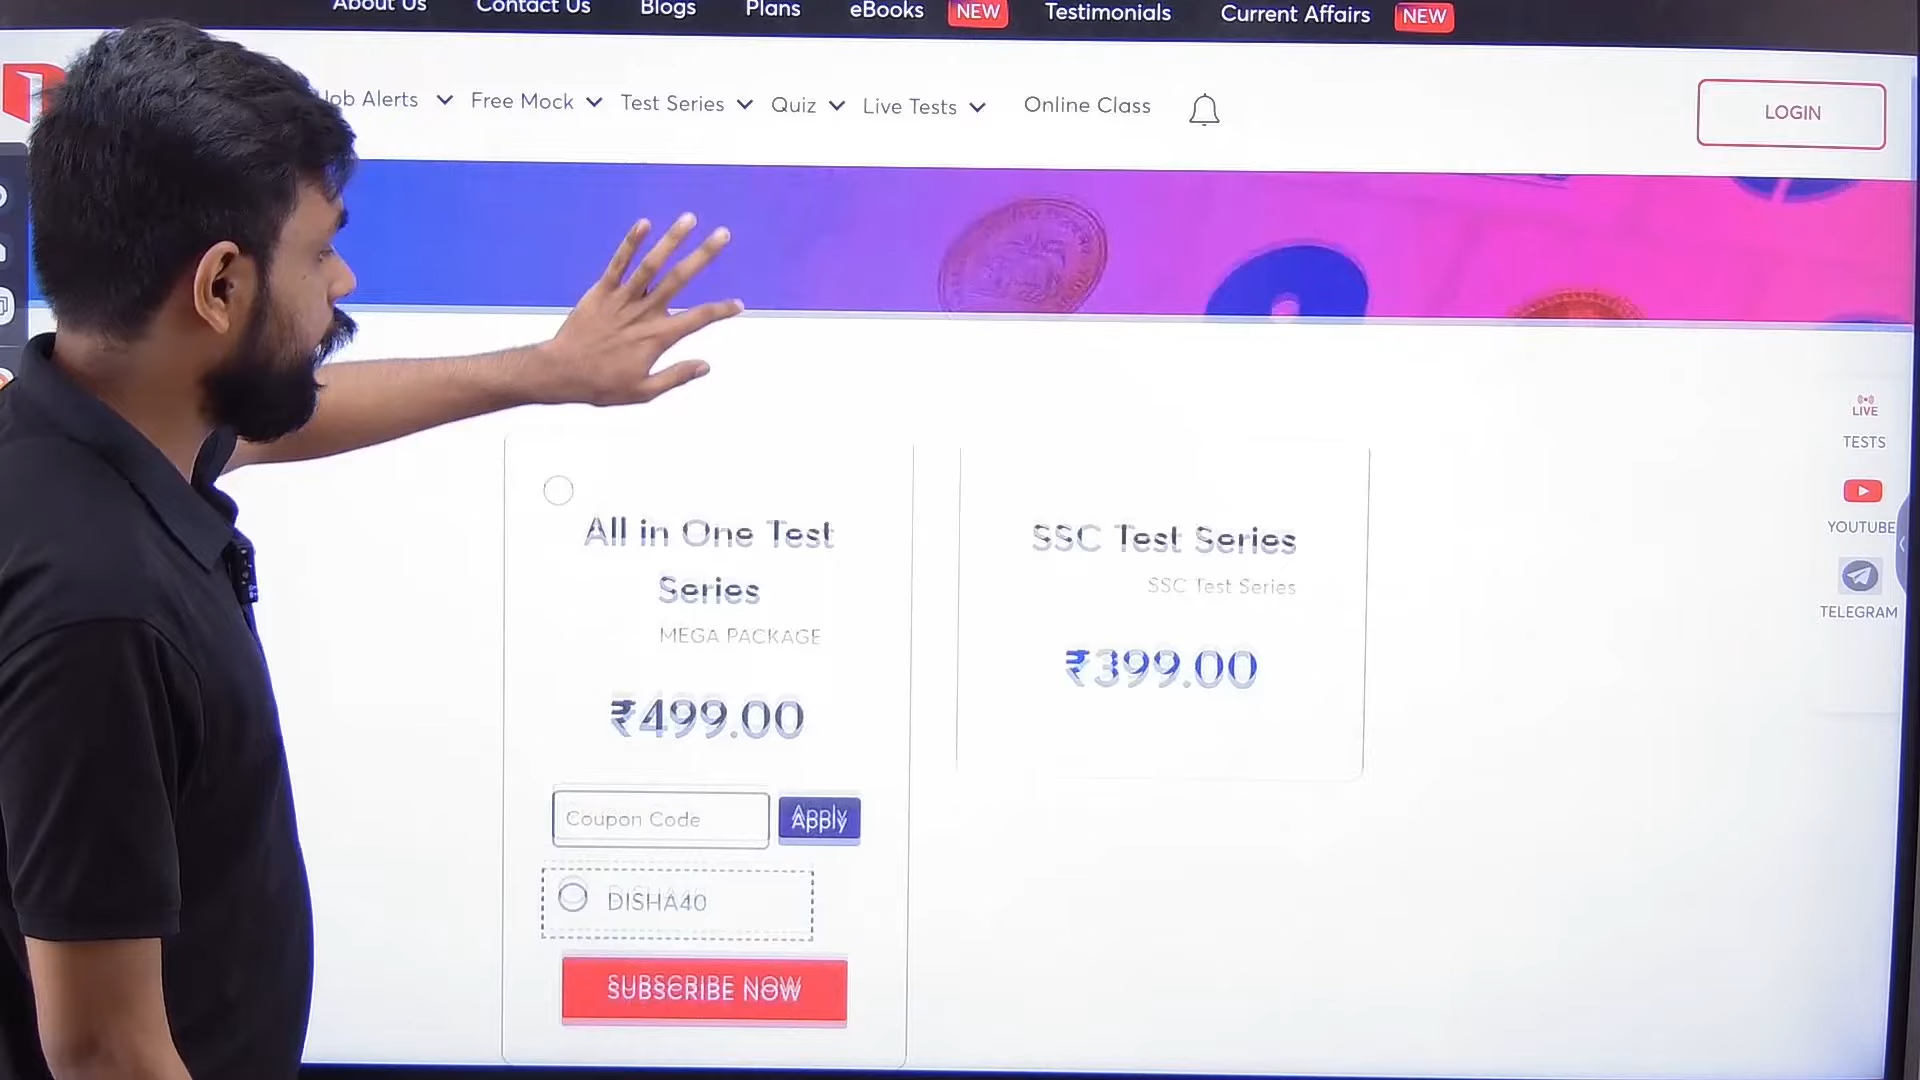 About Us Contact Us Blogs Plans eBooks NEW Testimonials Current Affairs NEW
Job Alerts Free Mock Test Series Quiz Live Tests Online Class LOGIN
LIVE
TESTS
YOUTUBE
TELEGRAM
All in One Test
Series
MEGA PACKAGE
₹499.00
Coupon Code Apply
DISHA40
SUBSCRIBE NOW
SSC Test Series
SSC Test Series
₹399.00